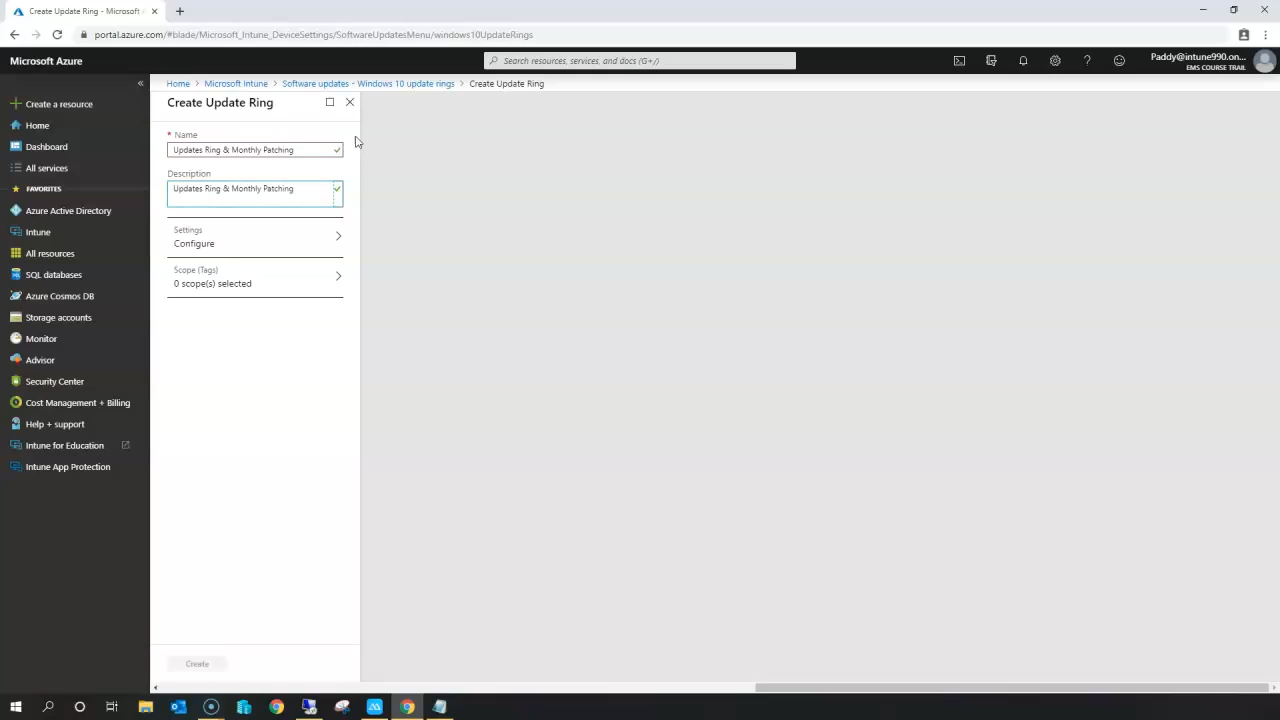 Create Update Ring - Microsoft A
portal.azure.com/#blade/Microsoft_Intune_DeviceSettings/SoftwareUpdatesMenu/windows10UpdateRings
Microsoft Azure
Search resources, services, and docs (G+/)
Paddy@intune990.on...
EMS COURSE TRAIL
Home > Microsoft Intune > Software updates - Windows 10 update rings > Create Update Ring
Create a resource
Home
Dashboard
All services
FAVORITES
Azure Active Directory
Intune
All resources
SQL databases
Azure Cosmos DB
Storage accounts
Monitor
Advisor
Security Center
Cost Management + Billing
Help + support
Intune for Education
Intune App Protection
Create Update Ring
* Name
Updates Ring & Monthly Patching
Description
Updates Ring & Monthly Patching
Settings
Configure
Scope (Tags)
0 scope(s) selected
Create